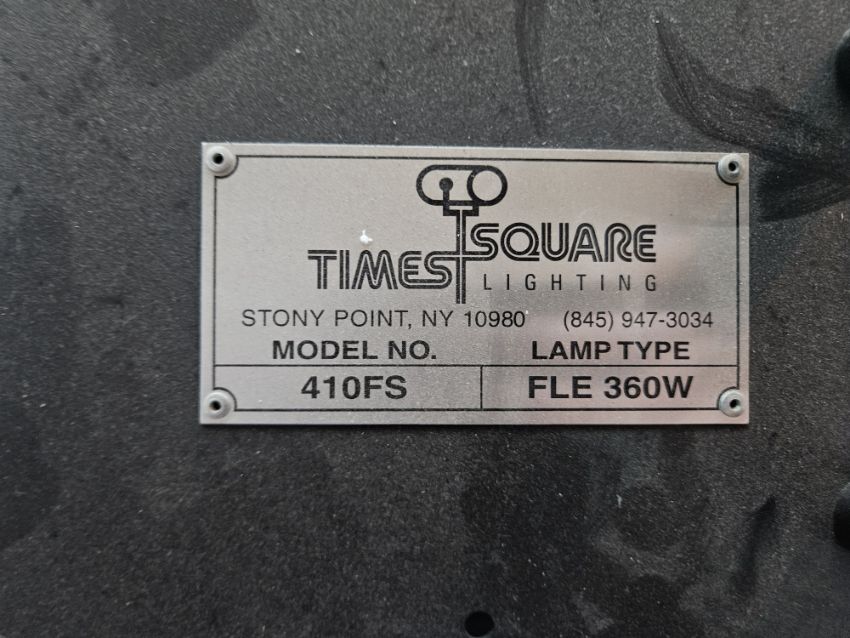 TIMES SQUARE
LIGHTING
STONY POINT, NY 10980 (845) 947-3034
MODEL NO. LAMP TYPE
410FS FLE 360W